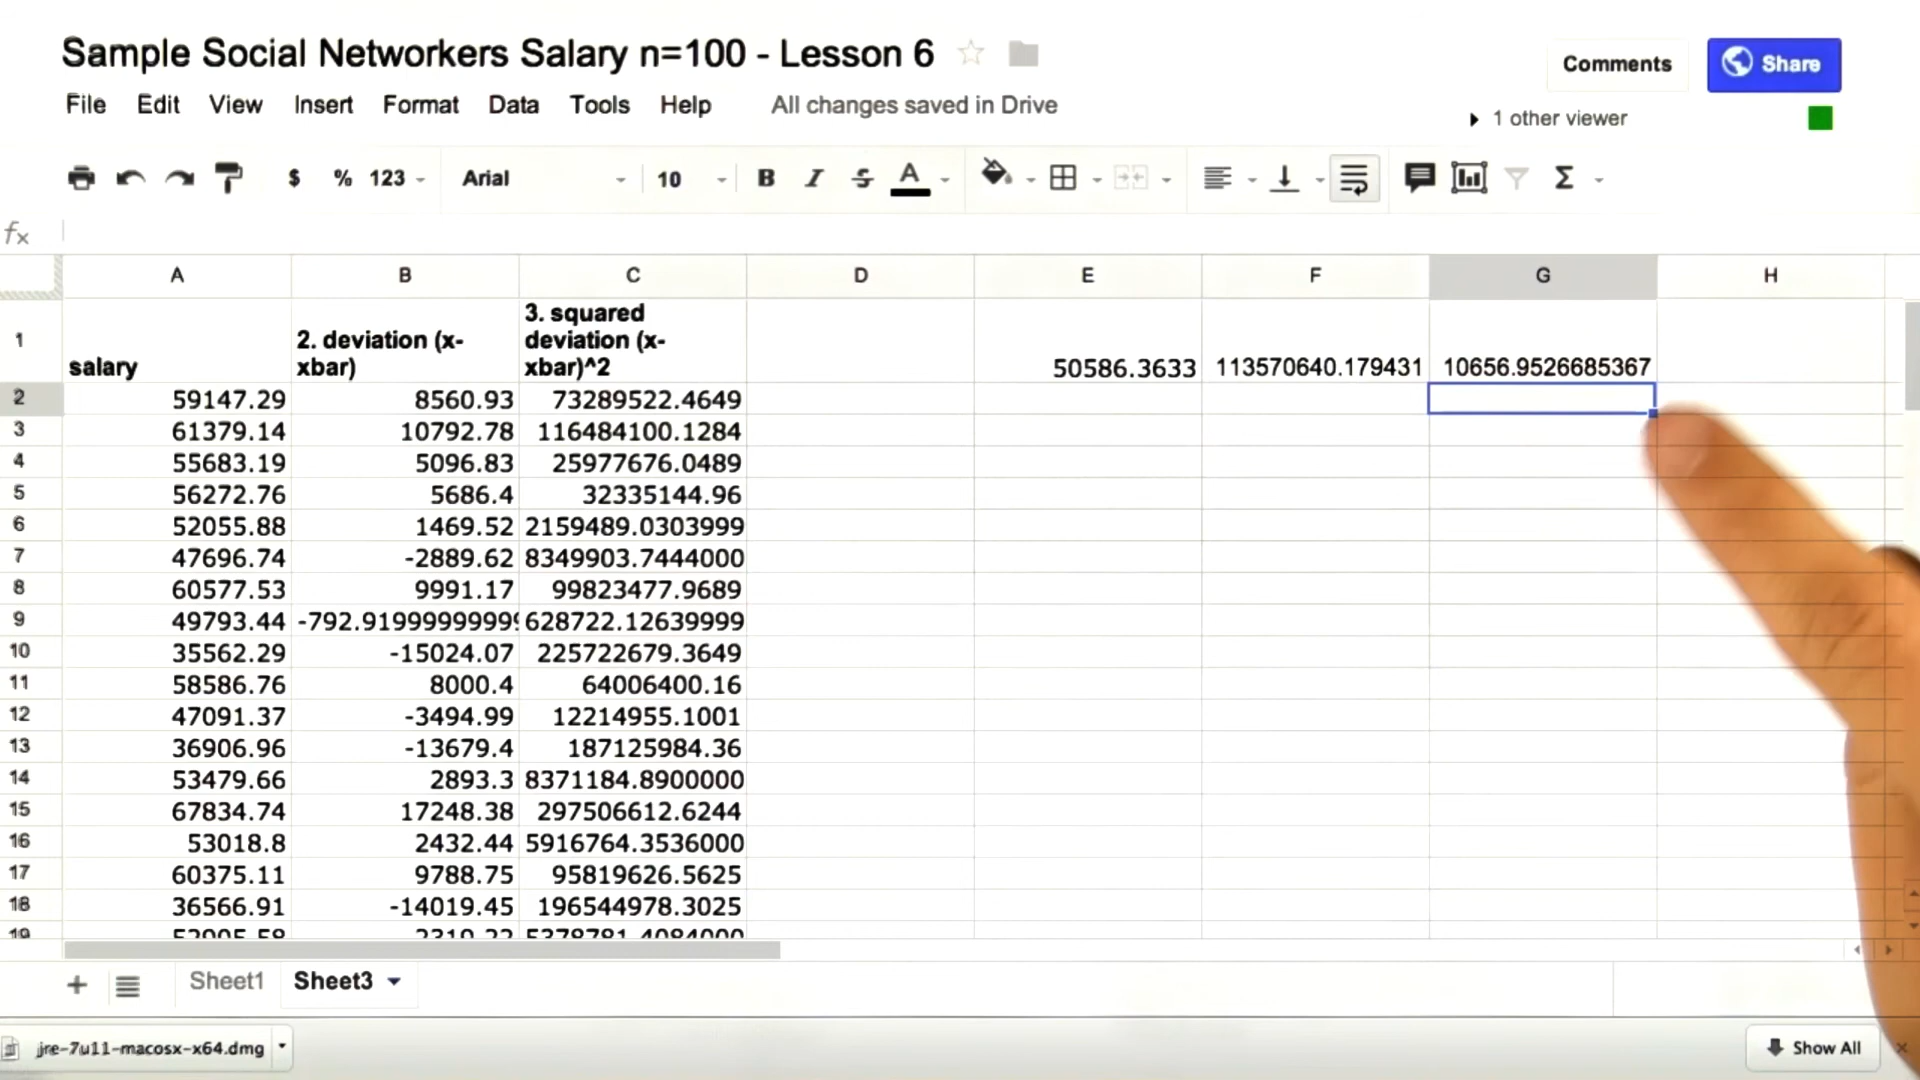 Sample Social Networkers Salary n=100 - Lesson 6
Comments
Share
File Edit View Insert Format Data Tools Help All changes saved in Drive
1 other viewer
$ % 123 Arial 10 B I S A Σ
fx
A B C D E F G H
1 salary 2. deviation (x-xbar) 3. squared deviation (x-xbar)^2 50586.3633 113570640.179431 10656.9526685367
2 59147.29 8560.93 73289522.4649
3 61379.14 10792.78 116484100.1284
4 55683.19 5096.83 25977676.0489
5 56272.76 5686.4 32335144.96
6 52055.88 1469.52 2159489.0303999
7 47696.74 -2889.62 8349903.7444000
8 60577.53 9991.17 99823477.9689
9 49793.44 -792.91999999999 628722.12639999
10 35562.29 -15024.07 225722679.3649
11 58586.76 8000.4 64006400.16
12 47091.37 -3494.99 12214955.1001
13 36906.96 -13679.4 187125984.36
14 53479.66 2893.3 8371184.8900000
15 67834.74 17248.38 297506612.6244
16 53018.8 2432.44 5916764.3536000
17 60375.11 9788.75 95819626.5625
18 36566.91 -14019.45 196544978.3025
19
Sheet1 Sheet3
jre-7u11-macosx-x64.dmg
Show All